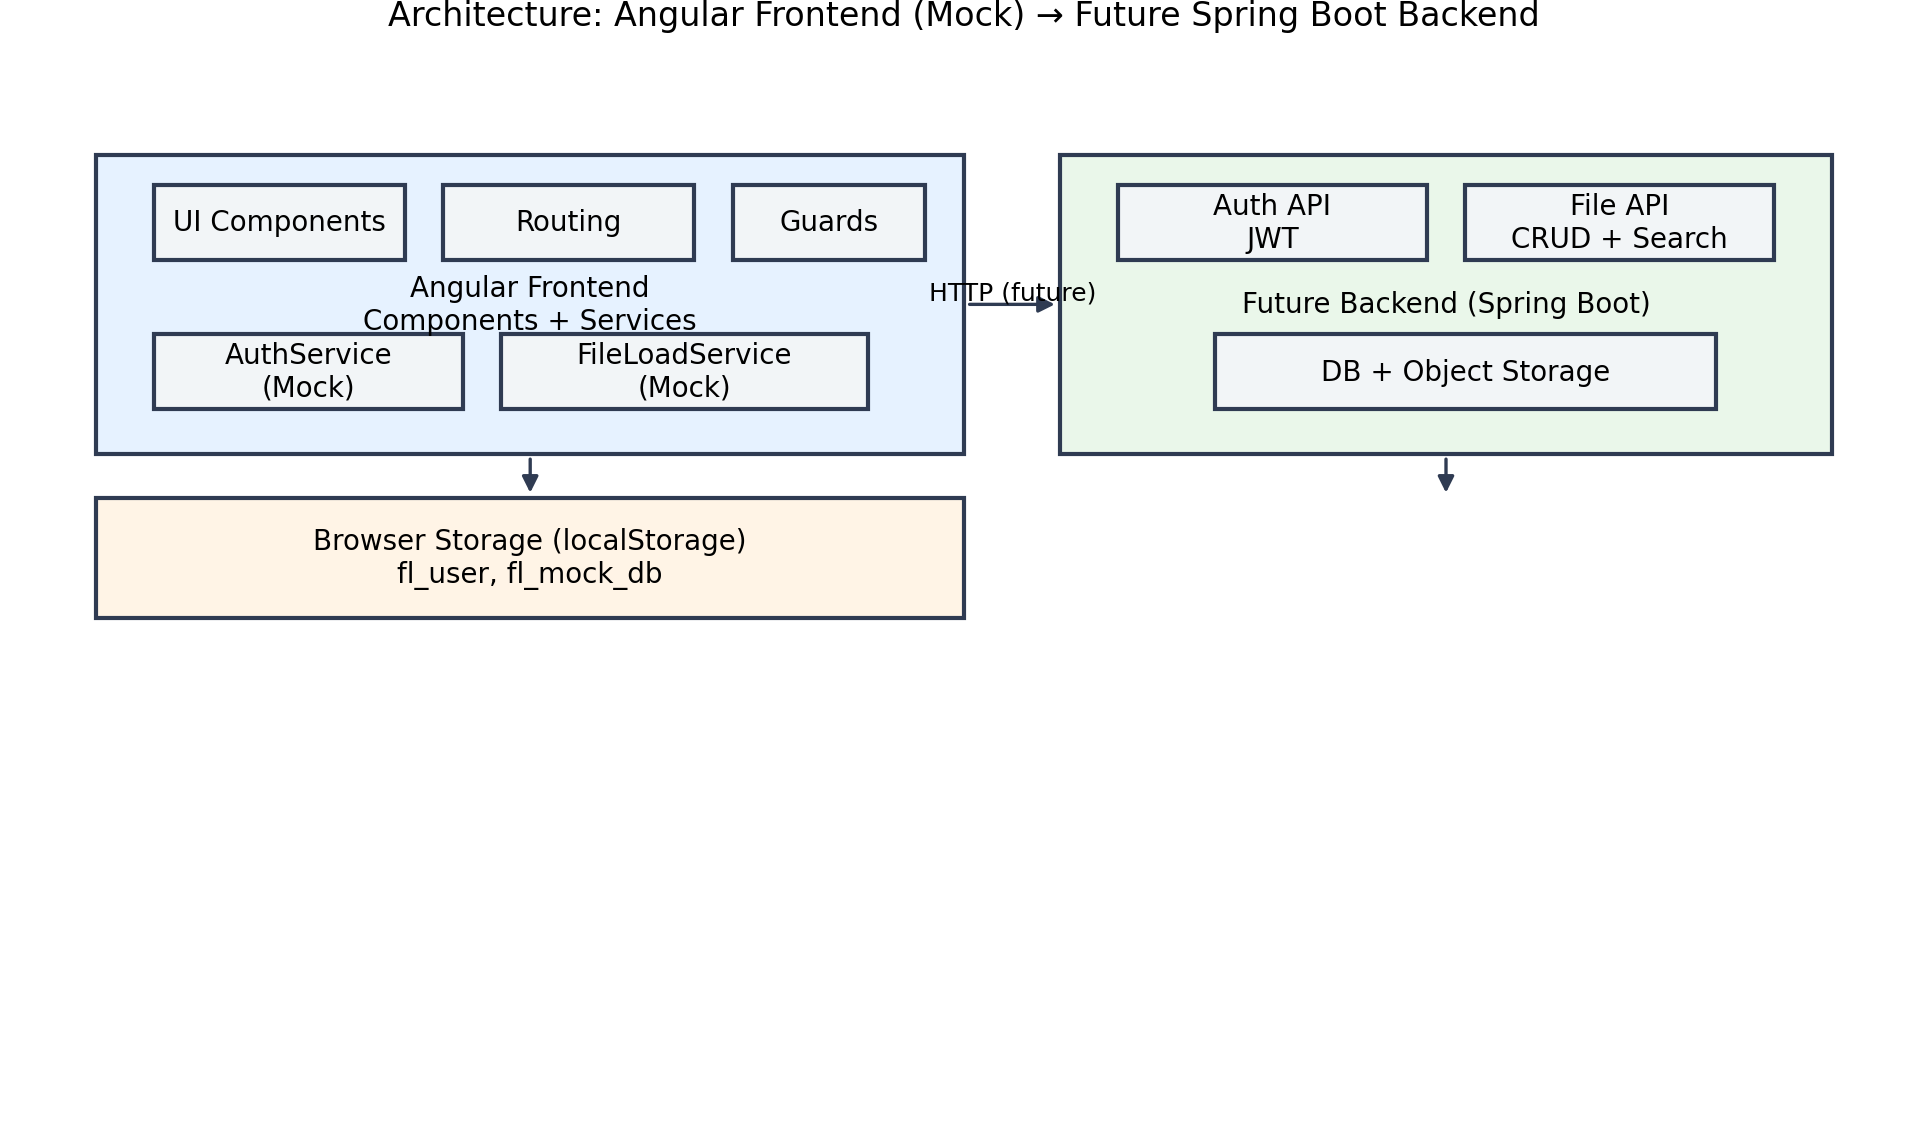 Architecture: Angular Frontend (Mock) → Future Spring Boot Backend
UI Components
Routing
Guards
Angular Frontend
Components + Services
AuthService
(Mock)
FileLoadService
(Mock)
HTTP (future)
Auth API
JWT
File API
CRUD + Search
Future Backend (Spring Boot)
DB + Object Storage
Browser Storage (localStorage)
fl_user, fl_mock_db